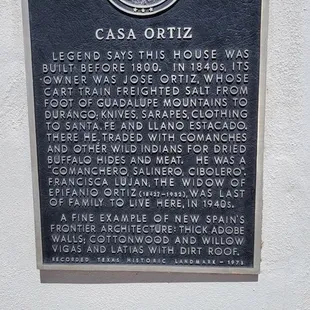 CASA ORTIZ
LEGEND SAYS THIS HOUSE WAS
BUILT BEFORE 1800. IN 1840s, ITS
OWNER WAS JOSE ORTIZ, WHOSE
CART TRAIN FREIGHTED SALT FROM
FOOT OF GUADALUPE MOUNTAINS TO
DURANGO; KNIVES, SARAPES, CLOTHING
TO SANTA FE AND LLANO ESTACADO.
THERE HE TRADED WITH COMANCHES
AND OTHER WILD INDIANS FOR DRIED
BUFFALO HIDES AND MEAT. HE WAS A
"COMANCHERO, SALINERO, CIBOLERO".
FRANCISCA LUJAN, THE WIDOW OF
EPIFANIO ORTIZ WAS LAST
OF FAMILY TO LIVE HERE, IN 1940s.
A FINE EXAMPLE OF NEW SPAIN'S
FRONTIER ARCHITECTURE: THICK ADOBE
WALLS; COTTONWOOD AND WILLOW
VIGAS AND LATIAS WITH DIRT ROOF.
RECORDED TEXAS HISTORIC LANDMARK - 1973